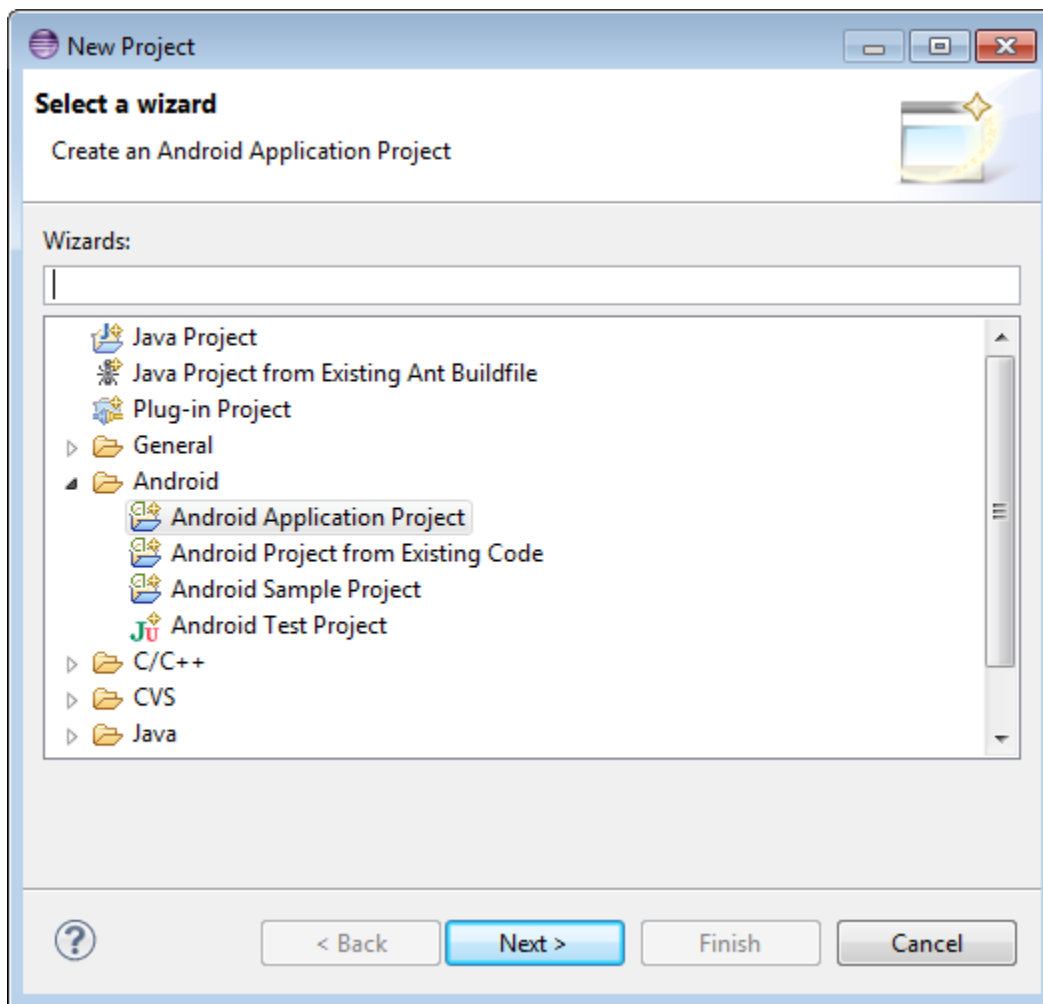 New Project
Select a wizard
Create an Android Application Project
Wizards:
Java Project
Java Project from Existing Ant Buildfile
Plug-in Project
General
Android
Android Application Project
Android Project from Existing Code
Android Sample Project
Android Test Project
C/C++
CVS
Java
? < Back Next > Finish Cancel